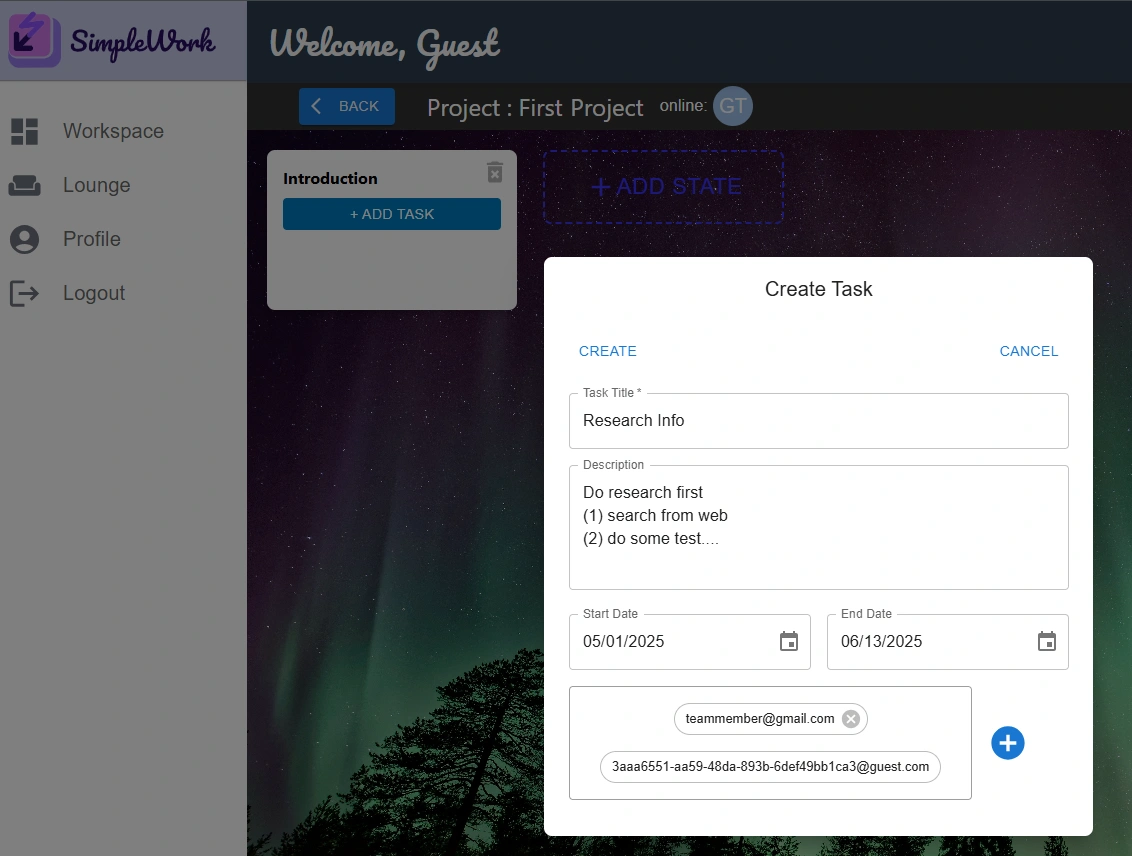 SimpleWork
Welcome, Guest
BACK
Project : First Project
online:
GT
Workspace
Lounge
Profile
Logout
Introduction
+ ADD TASK
+ ADD STATE
Create Task
CREATE
CANCEL
Task Title *
Research Info
Description
Do research first
(1) search from web
(2) do some test....
Start Date
05/01/2025
End Date
06/13/2025
teammember@gmail.com
3aaa6551-aa59-48da-893b-6def49bb1ca3@guest.com